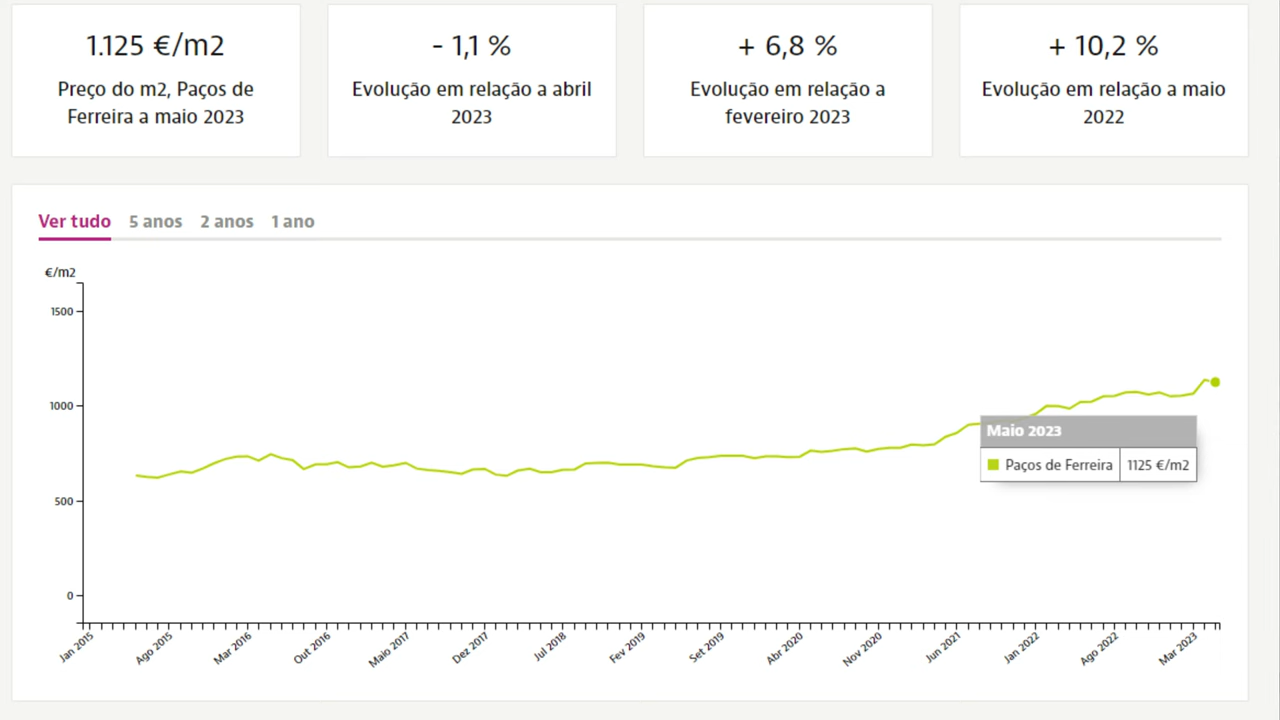 1.125 €/m2
Preço do m2, Paços de
Ferreira a maio 2023
- 1,1 %
Evolução em relação a abril
2023
+ 6,8 %
Evolução em relação a
fevereiro 2023
+ 10,2 %
Evolução em relação a maio
2022
Ver tudo 5 anos 2 anos 1 ano
€/m2
1500
1000
500
0
Maio 2023
Paços de Ferreira 1125 €/m2
Jan 2015 Ago 2015 Mar 2016 Out 2016 Maio 2017 Dez 2017 Jul 2018 Fev 2019 Set 2019 Abr 2020 Nov 2020 Jun 2021 Jan 2022 Ago 2022 Mar 2023